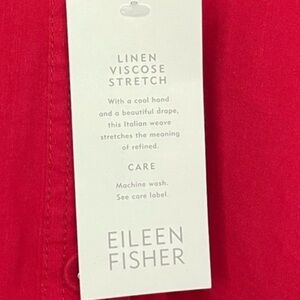 LINEN
VISCOSE
STRETCH
With a cool hand
and a beautiful drape,
this Italian weave
stretches the meaning
of refined.
CARE
Machine wash.
See care label.
EILEEN
FISHER